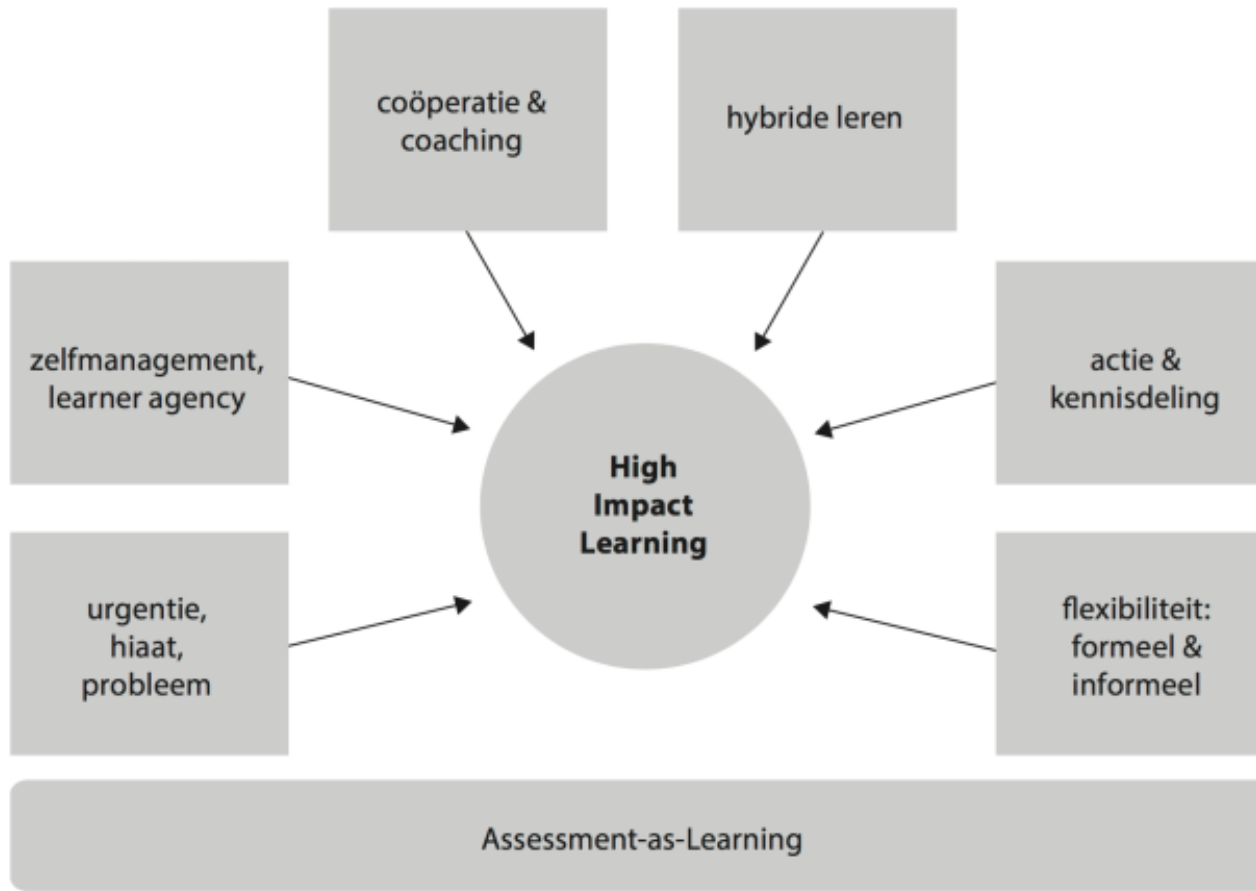 coöperatie &
coaching
hybride leren
zelfmanagement,
learner agency
actie &
kennisdeling
High
Impact
Learning
urgentie,
hiaat,
probleem
flexibiliteit:
formeel &
informeel
Assessment-as-Learning